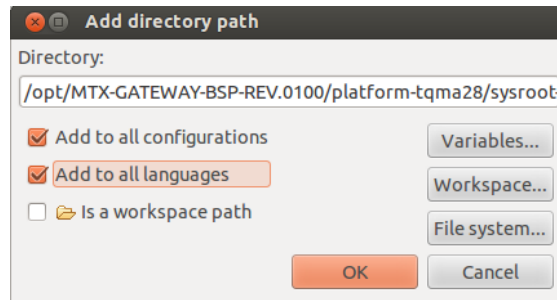 Add directory path
Directory:
/opt/MTX-GATEWAY-BSP-REV.0100/platform-tqma28/sysroot-
Add to all configurations
Variables...
Add to all languages
Workspace...
Is a workspace path
File system...
OK
Cancel